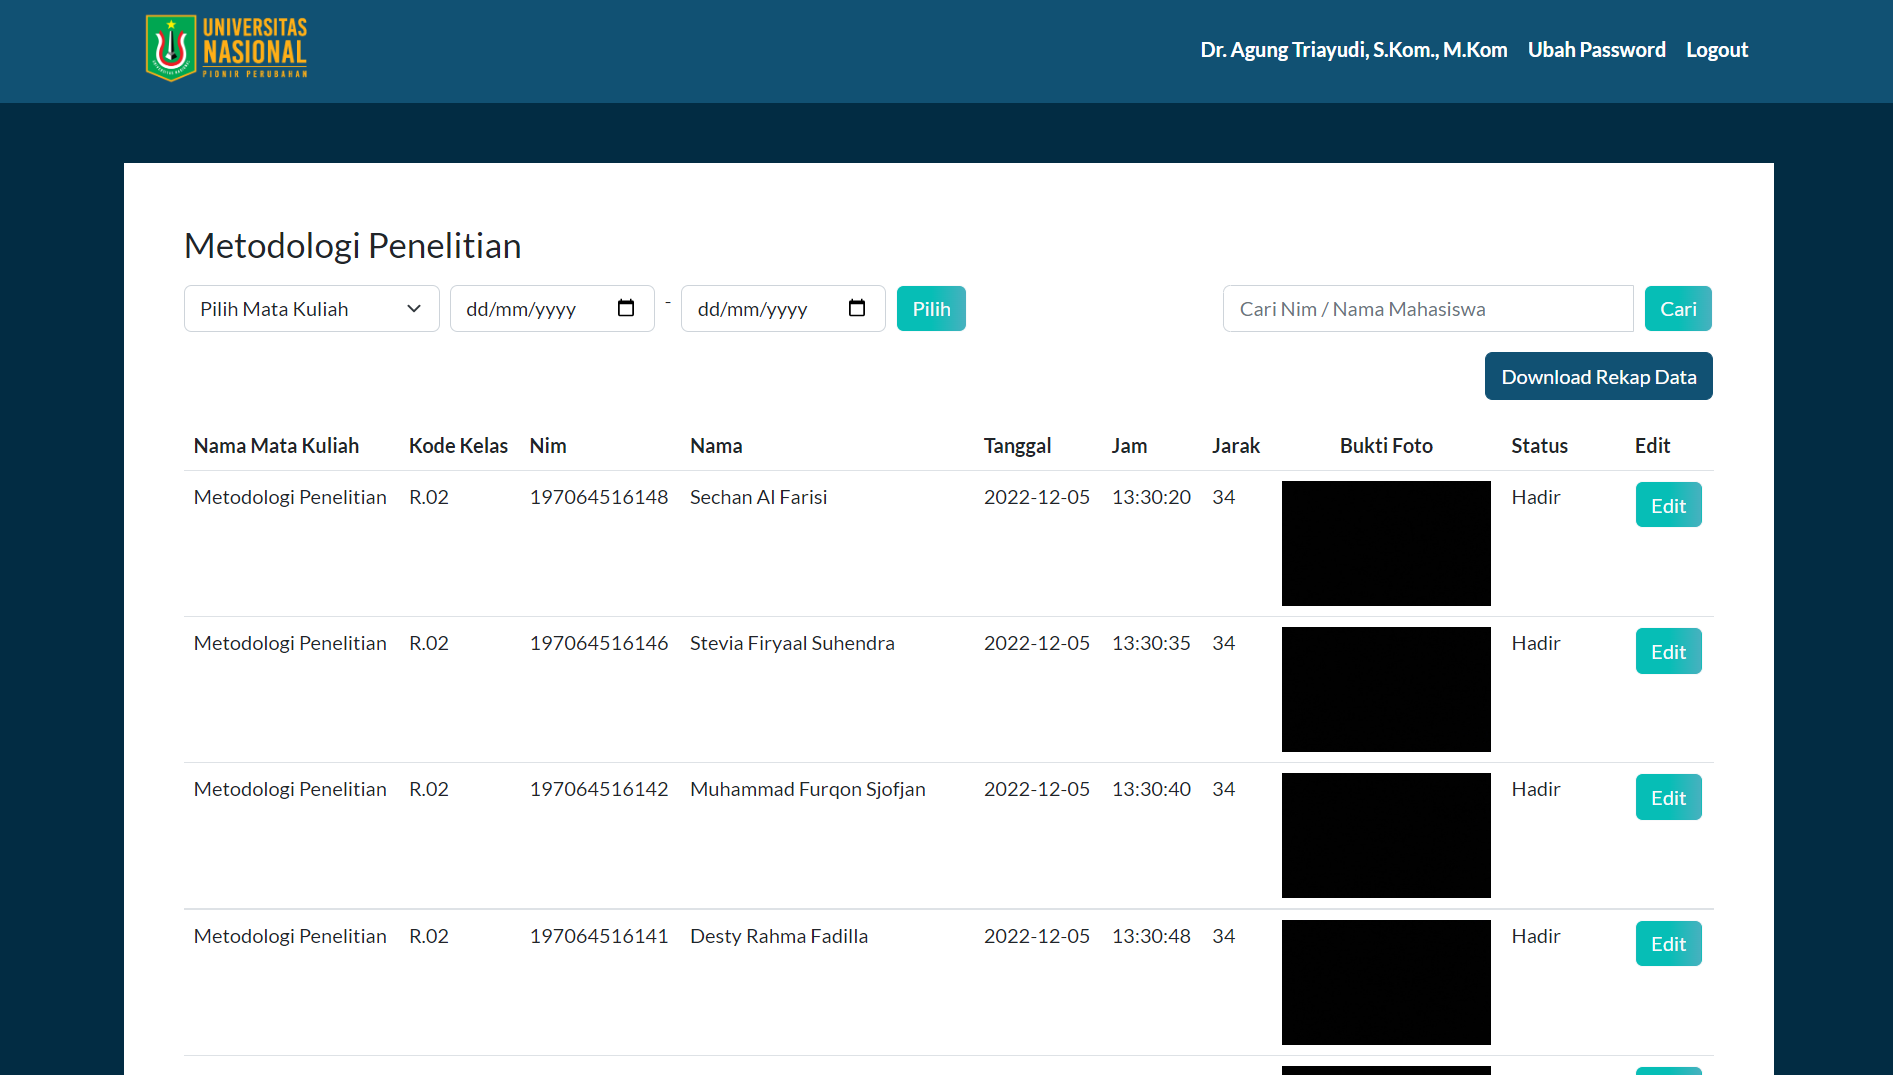 UNIVERSITAS
NASIONAL
PIONIR PERUBAHAN
Dr. Agung Triayudi, S.Kom., M.Kom Ubah Password Logout
Metodologi Penelitian
Pilih Mata Kuliah dd/mm/yyyy - dd/mm/yyyy Pilih Cari Nim / Nama Mahasiswa Cari
Download Rekap Data
Nama Mata Kuliah Kode Kelas Nim Nama Tanggal Jam Jarak Bukti Foto Status Edit
Metodologi Penelitian R.02 197064516148 Sechan Al Farisi 2022-12-05 13:30:20 34 Hadir Edit
Metodologi Penelitian R.02 197064516146 Stevia Firyaal Suhendra 2022-12-05 13:30:35 34 Hadir Edit
Metodologi Penelitian R.02 197064516142 Muhammad Furqon Sjofjan 2022-12-05 13:30:40 34 Hadir Edit
Metodologi Penelitian R.02 197064516141 Desty Rahma Fadilla 2022-12-05 13:30:48 34 Hadir Edit